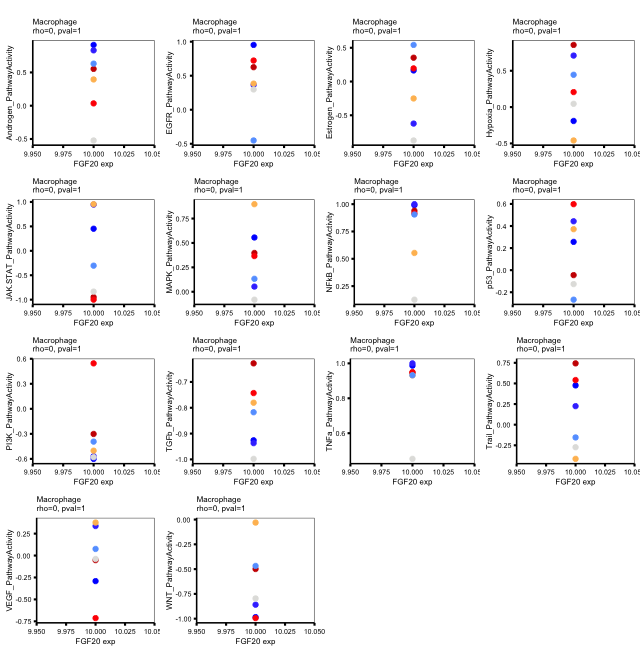 Macrophage
rho=0, pval=1
Androgen_PathwayActivity
0.5
0.0
-0.5
9.950 9.975 10.000 10.025 10.05
FGF20 exp
Macrophage
rho=0, pval=1
EGFR_PathwayActivity
1.0
0.5
0.0
-0.5
9.950 9.975 10.000 10.025 10.05
FGF20 exp
Macrophage
rho=0, pval=1
Estrogen_PathwayActivity
0.5
0.0
-0.5
9.950 9.975 10.000 10.025 10.05
FGF20 exp
Macrophage
rho=0, pval=1
Hypoxia_PathwayActivity
0.5
0.0
-0.5
9.950 9.975 10.000 10.025 10.05
FGF20 exp
Macrophage
rho=0, pval=1
JAK.STAT_PathwayActivity
1.0
0.5
0.0
-0.5
-1.0
9.950 9.975 10.000 10.025 10.05
FGF20 exp
Macrophage
rho=0, pval=1
MAPK_PathwayActivity
0.75
0.50
0.25
0.00
9.950 9.975 10.000 10.025 10.05
FGF20 exp
Macrophage
rho=0, pval=1
NFkB_PathwayActivity
1.00
0.75
0.50
0.25
9.950 9.975 10.000 10.025 10.05
FGF20 exp
Macrophage
rho=0, pval=1
p53_PathwayActivity
0.6
0.4
0.2
0.0
-0.2
9.950 9.975 10.000 10.025 10.05
FGF20 exp
Macrophage
rho=0, pval=1
PI3K_PathwayActivity
0.6
0.3
0.0
-0.3
-0.6
9.950 9.975 10.000 10.025 10.05
FGF20 exp
Macrophage
rho=0, pval=1
TGFb_PathwayActivity
-0.7
-0.8
-0.9
-1.0
9.950 9.975 10.000 10.025 10.05
FGF20 exp
Macrophage
rho=0, pval=1
TNFa_PathwayActivity
1.0
0.8
0.6
9.950 9.975 10.000 10.025 10.05
FGF20 exp
Macrophage
rho=0, pval=1
Trail_PathwayActivity
0.75
0.50
0.25
0.00
-0.25
9.950 9.975 10.000 10.025 10.05
FGF20 exp
Macrophage
rho=0, pval=1
VEGF_PathwayActivity
0.25
0.00
-0.25
-0.50
-0.75
9.950 9.975 10.000 10.025 10.05
FGF20 exp
Macrophage
rho=0, pval=1
WNT_PathwayActivity
0.00
-0.25
-0.50
-0.75
-1.00
9.950 9.975 10.000 10.025 10.050
FGF20 exp